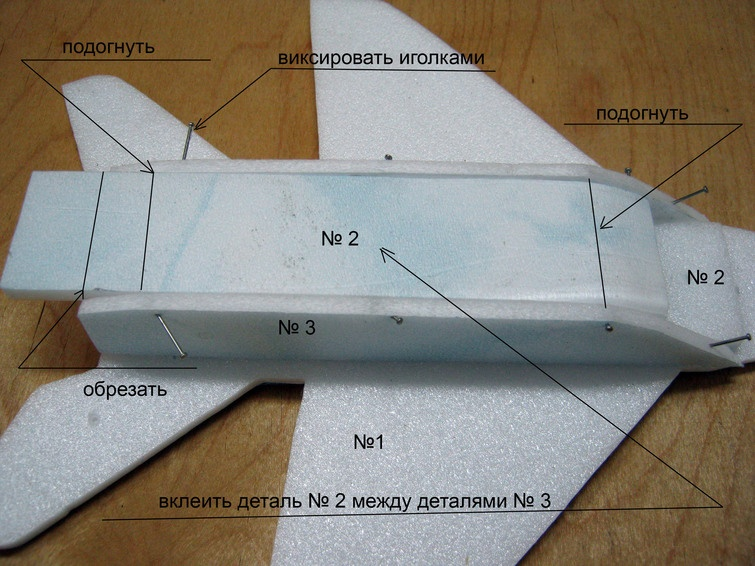 подогнуть
виксировать иголками
подогнуть
№ 2
№ 2
№ 3
обрезать
№1
вклеить деталь № 2 между деталями № 3